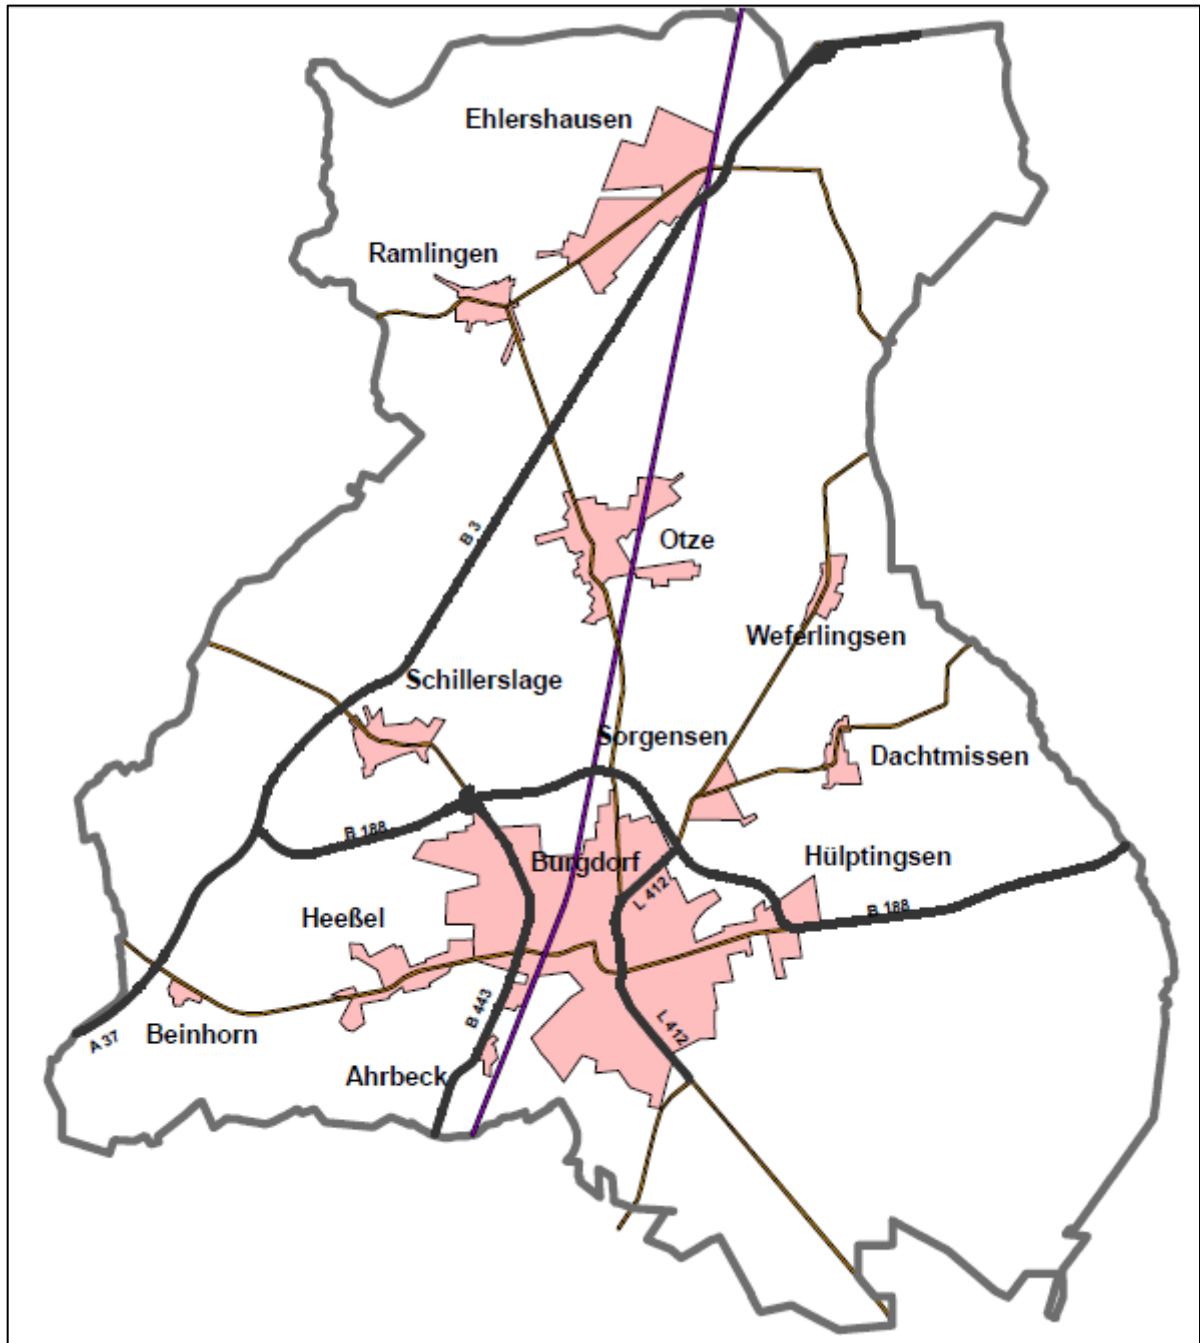 Ehlershausen
Ramlingen
B 3
Otze
Weferlingsen
Schillerslage
Sorgensen
Dachtmissen
B 188
Burgdorf
Hülptingsen
L 412
B 188
Heeßel
B 443
L 412
A 37
Beinhorn
Ahrbeck